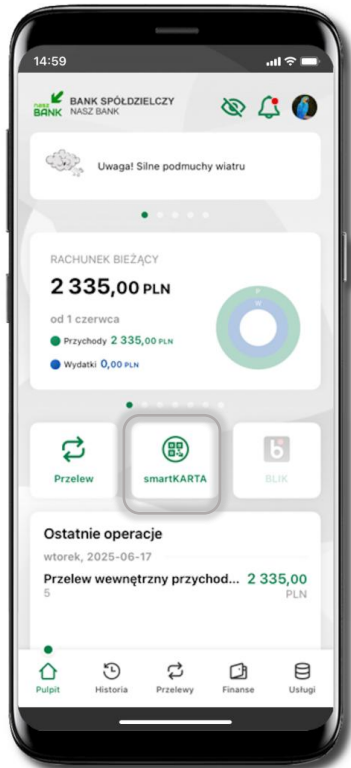 14:59
nasz
BANK
BANK SPÓŁDZIELCZY
NASZ BANK
Uwaga! Silne podmuchy wiatru
RACHUNEK BIEŻĄCY
2 335,00 PLN
od 1 czerwca
Przychody 2 335,00 PLN
Wydatki 0,00 PLN
P
W
Przelew
smartKARTA
BLIK
Ostatnie operacje
wtorek, 2025-06-17
Przelew wewnętrzny przychod... 2 335,00
5 PLN
Pulpit
Historia
Przelewy
Finanse
Usługi